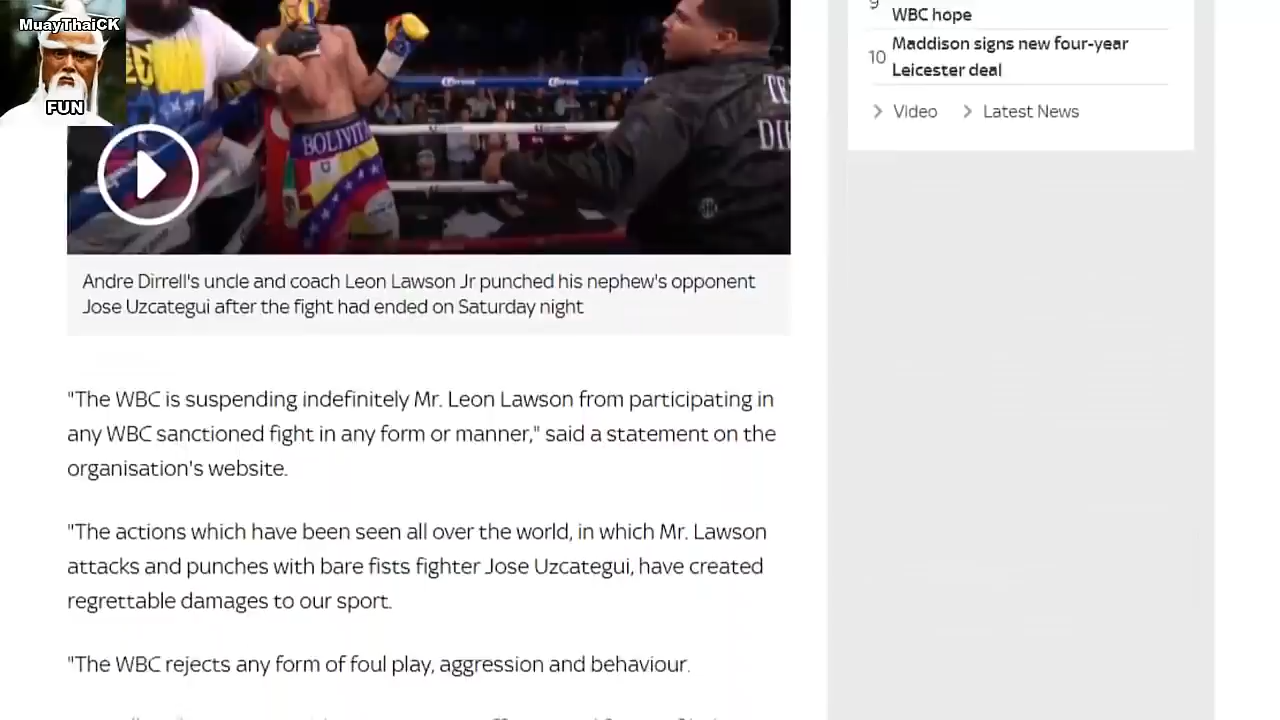 MuayThaiCK
FUN
BOLIVIT
TE
DI
Andre Dirrell's uncle and coach Leon Lawson Jr punched his nephew's opponent
Jose Uzcategui after the fight had ended on Saturday night
"The WBC is suspending indefinitely Mr. Leon Lawson from participating in
any WBC sanctioned fight in any form or manner," said a statement on the
organisation's website.
"The actions which have been seen all over the world, in which Mr. Lawson
attacks and punches with bare fists fighter Jose Uzcategui, have created
regrettable damages to our sport.
"The WBC rejects any form of foul play, aggression and behaviour.
9
WBC hope
10
Maddison signs new four-year
Leicester deal
Video
Latest News